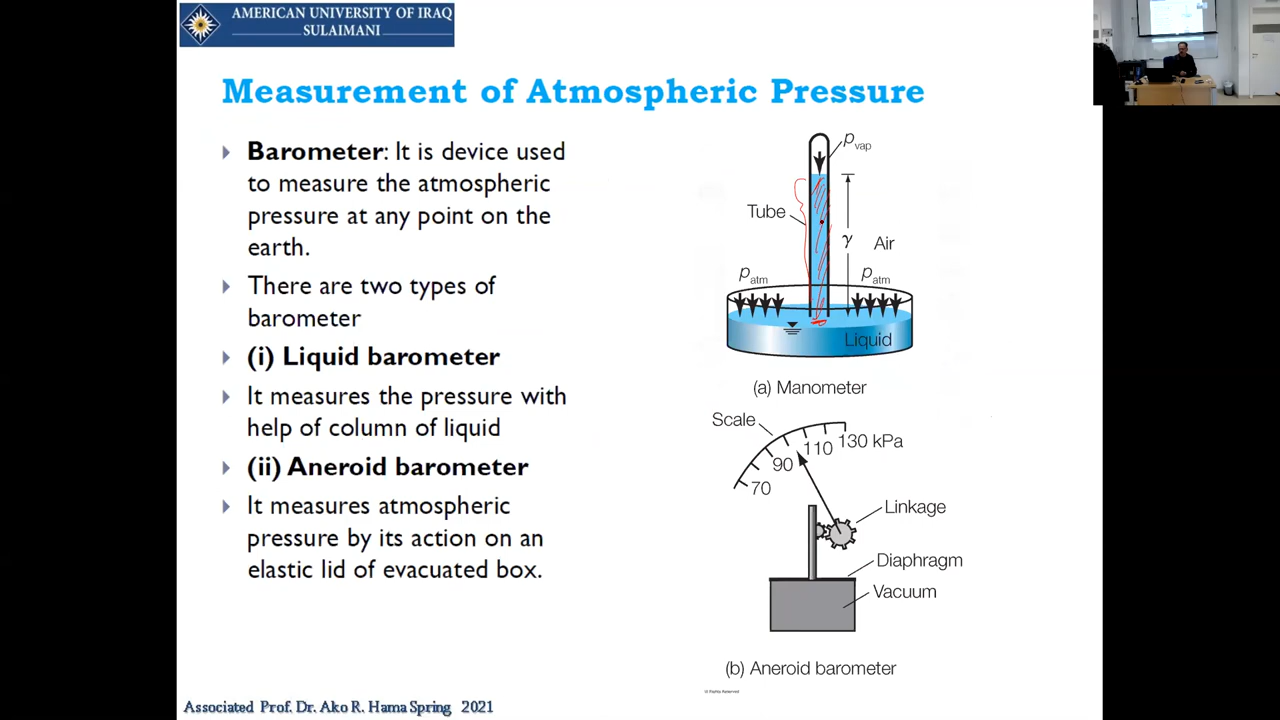 AMERICAN UNIVERSITY OF IRAQ
SULAIMANI
Measurement of Atmospheric Pressure
Barometer: It is device used
to measure the atmospheric
pressure at any point on the
earth.
There are two types of
barometer
(i) Liquid barometer
It measures the pressure with
help of column of liquid
(ii) Aneroid barometer
It measures atmospheric
pressure by its action on an
elastic lid of evacuated box.
pvap
Tube
γ
Air
patm
patm
Liquid
(a) Manometer
Scale
130 kPa
110
90
70
Linkage
Diaphragm
Vacuum
(b) Aneroid barometer
Associated Prof. Dr. Ako R. Hama Spring 2021